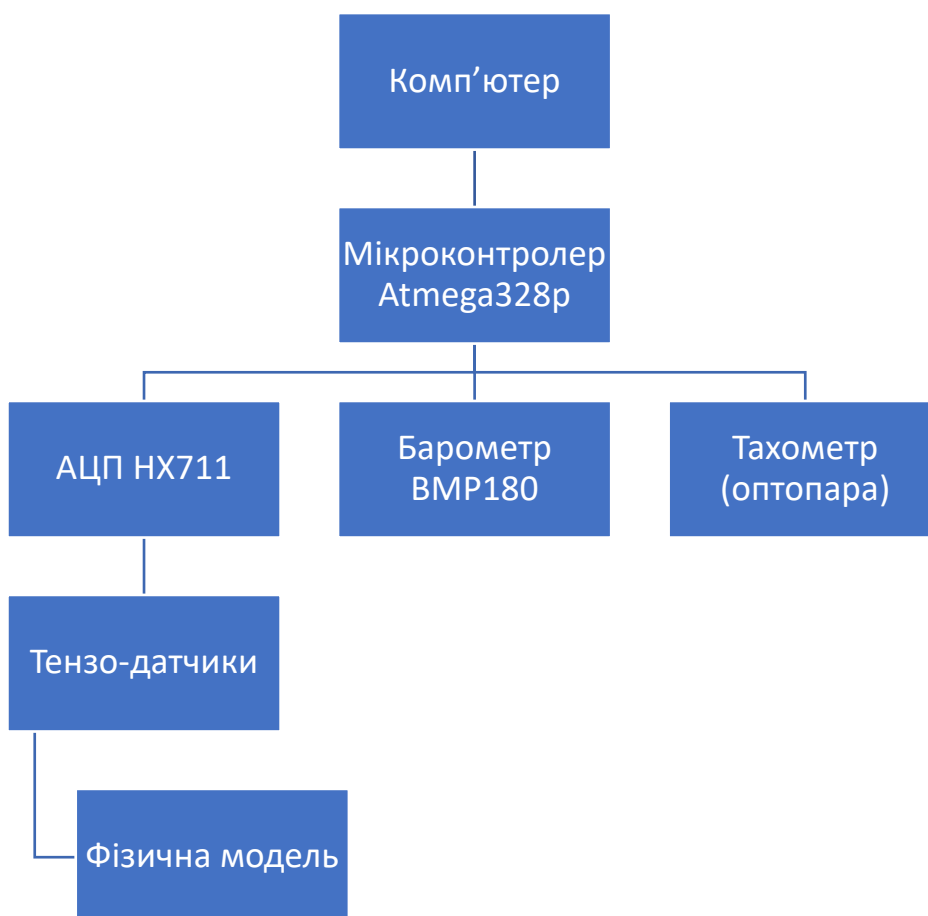 Комп’ютер
Мікроконтролер
Atmega328p
АЦП HX711
Барометр
BMP180
Тахометр
(оптопара)
Тензо-датчики
Фізична модель